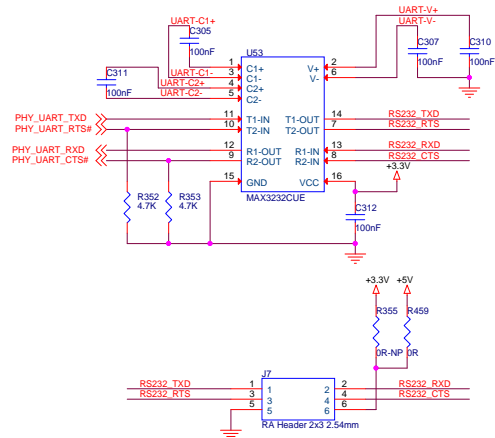 UART-C1+
C305
100nF
UART-V+
UART-V-
C307
100nF
C310
100nF
U53
C311
100nF
UART-C1-
UART-C2+
UART-C2-
1 C1+ V+ 2
3 C1- V- 6
4 C2+
5 C2-
PHY_UART_TXD 11 T1-IN T1-OUT 14 RS232_TXD
PHY_UART_RTS# 10 T2-IN T2-OUT 7 RS232_RTS
PHY_UART_RXD 12 R1-OUT R1-IN 13 RS232_RXD
PHY_UART_CTS# 9 R2-OUT R2-IN 8 RS232_CTS
+3.3V
15 GND VCC 16
MAX3232CUE
R352
4.7K
R353
4.7K
C312
100nF
+3.3V +5V
R355
0R-NP
R459
0R
J7
RS232_TXD 1 1 2 2 RS232_RXD
RS232_RTS 3 3 4 4 RS232_CTS
5 5 6 6
RA Header 2x3 2.54mm